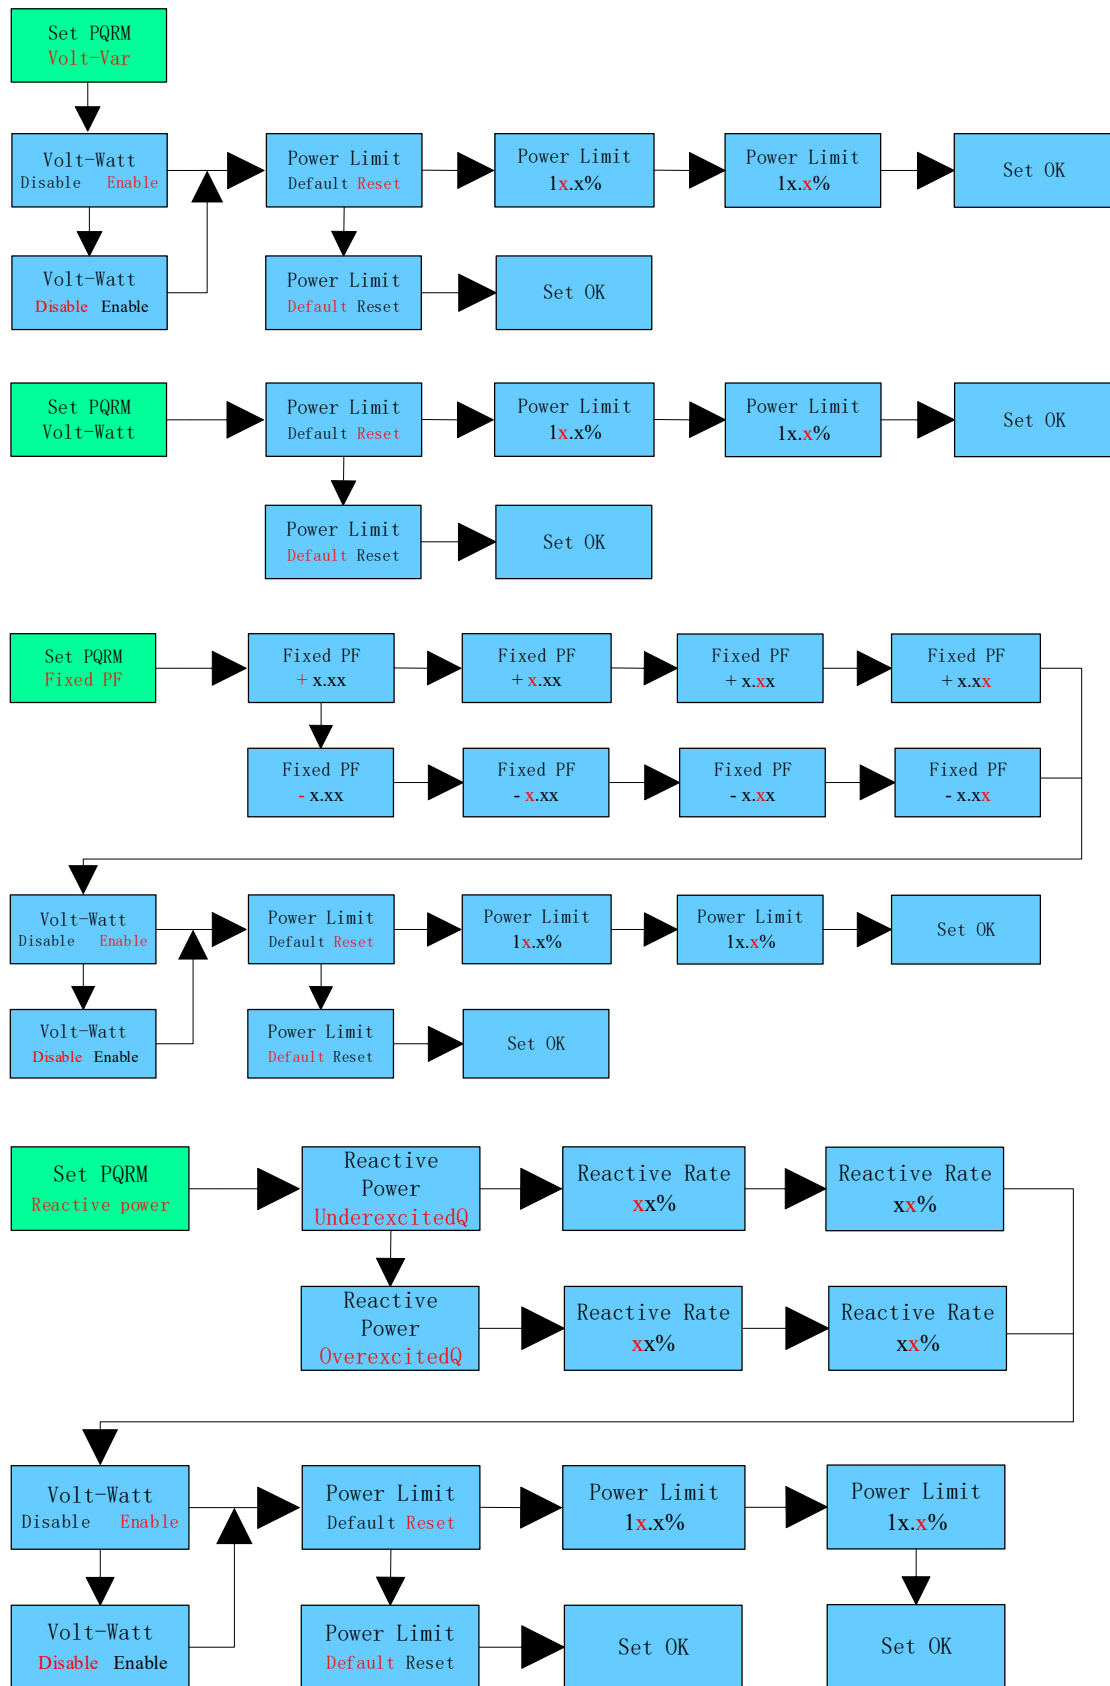 Set PQRM
Volt-Var
Volt-Watt
Disable Enable
Power Limit
Default Reset
Power Limit
1x.x%
Power Limit
1x.x%
Set OK
Volt-Watt
Disable Enable
Power Limit
Default Reset
Set OK
Set PQRM
Volt-Watt
Power Limit
Default Reset
Power Limit
1x.x%
Power Limit
1x.x%
Set OK
Power Limit
Default Reset
Set OK
Set PQRM
Fixed PF
Fixed PF
+ x.xx
Fixed PF
+ x.xx
Fixed PF
+ x.xx
Fixed PF
+ x.xx
Fixed PF
- x.xx
Fixed PF
- x.xx
Fixed PF
- x.xx
Fixed PF
- x.xx
Volt-Watt
Disable Enable
Power Limit
Default Reset
Power Limit
1x.x%
Power Limit
1x.x%
Set OK
Volt-Watt
Disable Enable
Power Limit
Default Reset
Set OK
Set PQRM
Reactive power
Reactive
Power
UnderexcitedQ
Reactive Rate
xx%
Reactive Rate
xx%
Reactive
Power
OverexcitedQ
Reactive Rate
xx%
Reactive Rate
xx%
Volt-Watt
Disable Enable
Power Limit
Default Reset
Power Limit
1x.x%
Power Limit
1x.x%
Volt-Watt
Disable Enable
Power Limit
Default Reset
Set OK
Set OK